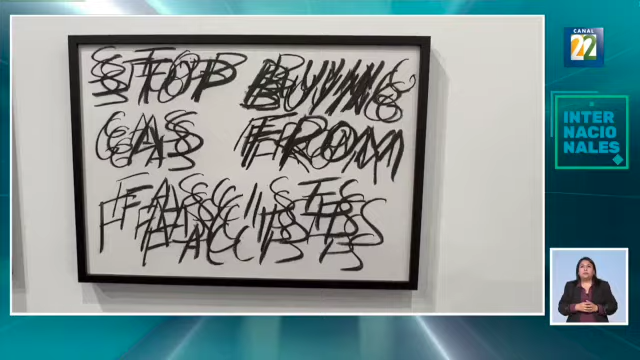 STOP BUYING
GAS FROM
FASCISTS
CANAL
22
INTER
NACIO
NALES